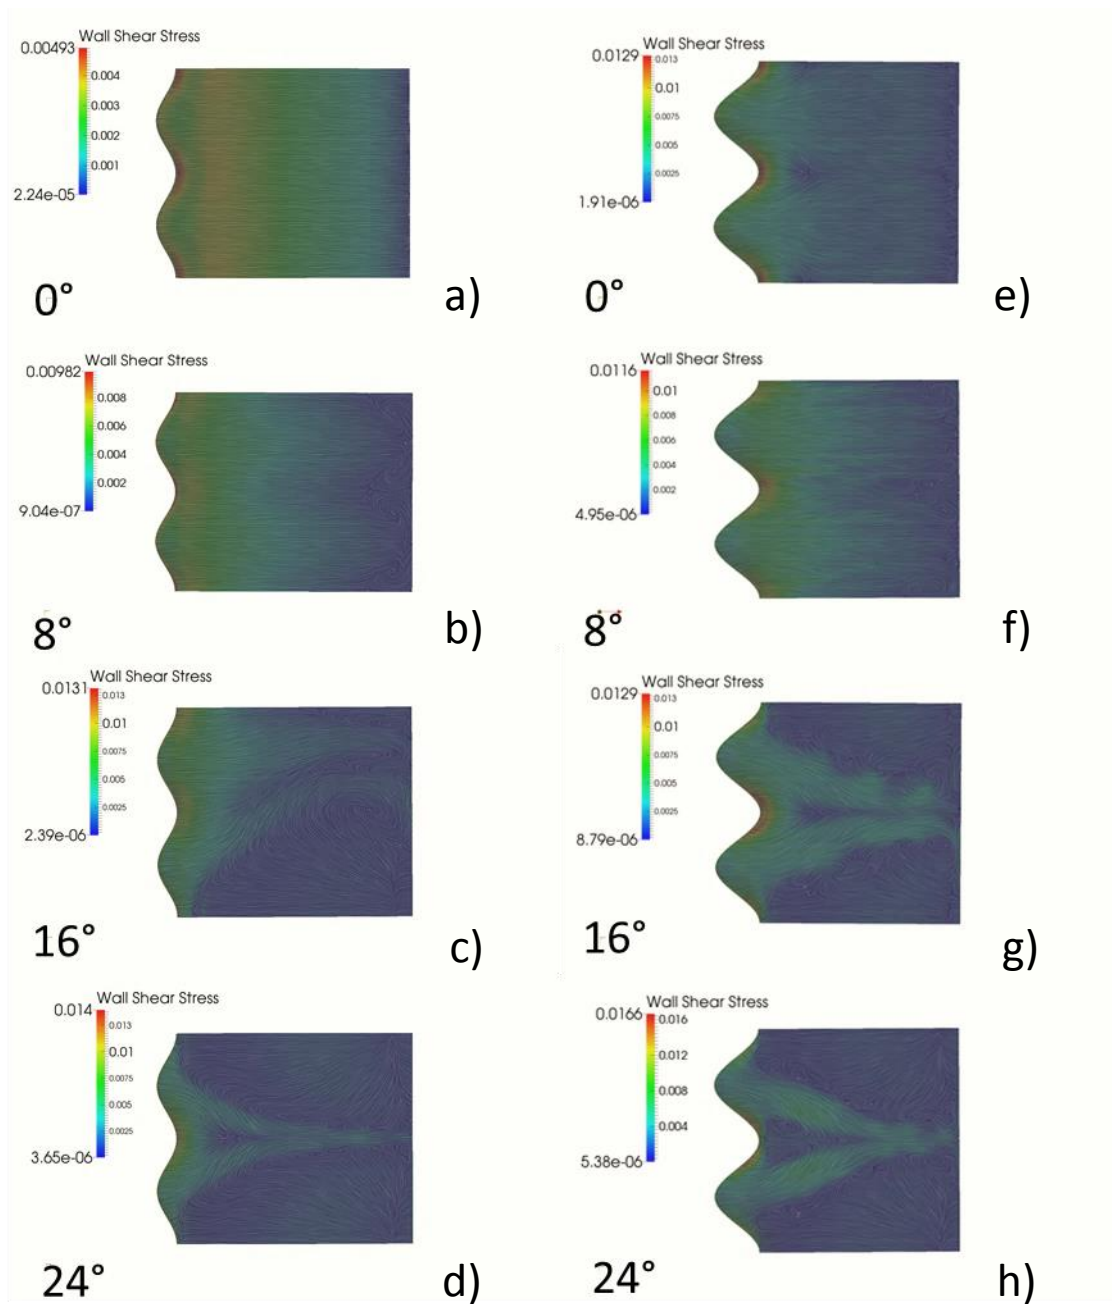 Wall Shear Stress
0.00493
0.004
0.003
0.002
0.001
2.24e-05
0°
a)
Wall Shear Stress
0.0129
0.013
0.01
0.0075
0.005
0.0025
1.91e-06
0°
e)
Wall Shear Stress
0.00982
0.008
0.006
0.004
0.002
9.04e-07
8°
b)
Wall Shear Stress
0.0116
0.01
0.008
0.006
0.004
0.002
4.95e-06
8°
f)
Wall Shear Stress
0.0131
0.013
0.01
0.0075
0.005
0.0025
2.39e-06
16°
c)
Wall Shear Stress
0.0129
0.013
0.01
0.0075
0.005
0.0025
8.79e-06
16°
g)
Wall Shear Stress
0.014
0.013
0.01
0.0075
0.005
0.0025
3.65e-06
24°
d)
Wall Shear Stress
0.0166
0.016
0.012
0.008
0.004
5.38e-06
24°
h)